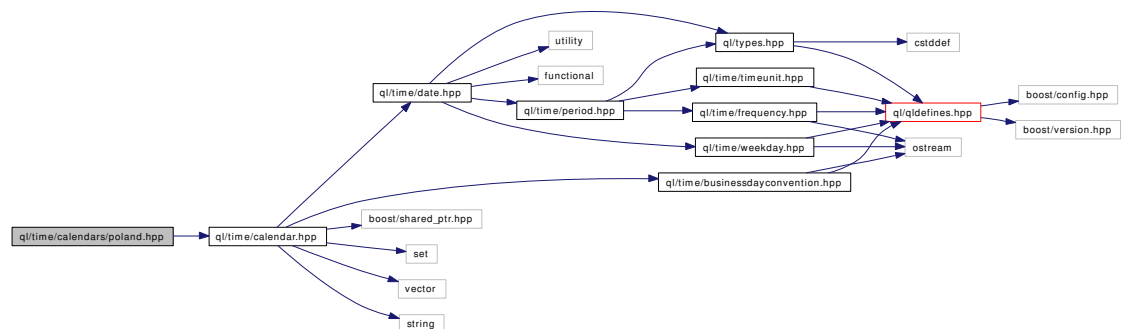 ql/types.hpp
cstddef
utility
functional
ql/time/timeunit.hpp
ql/time/date.hpp
boost/config.hpp
ql/time/period.hpp
ql/time/frequency.hpp
ql/qldefines.hpp
boost/version.hpp
ql/time/weekday.hpp
ostream
ql/time/businessdayconvention.hpp
boost/shared_ptr.hpp
ql/time/calendars/poland.hpp
ql/time/calendar.hpp
set
vector
string